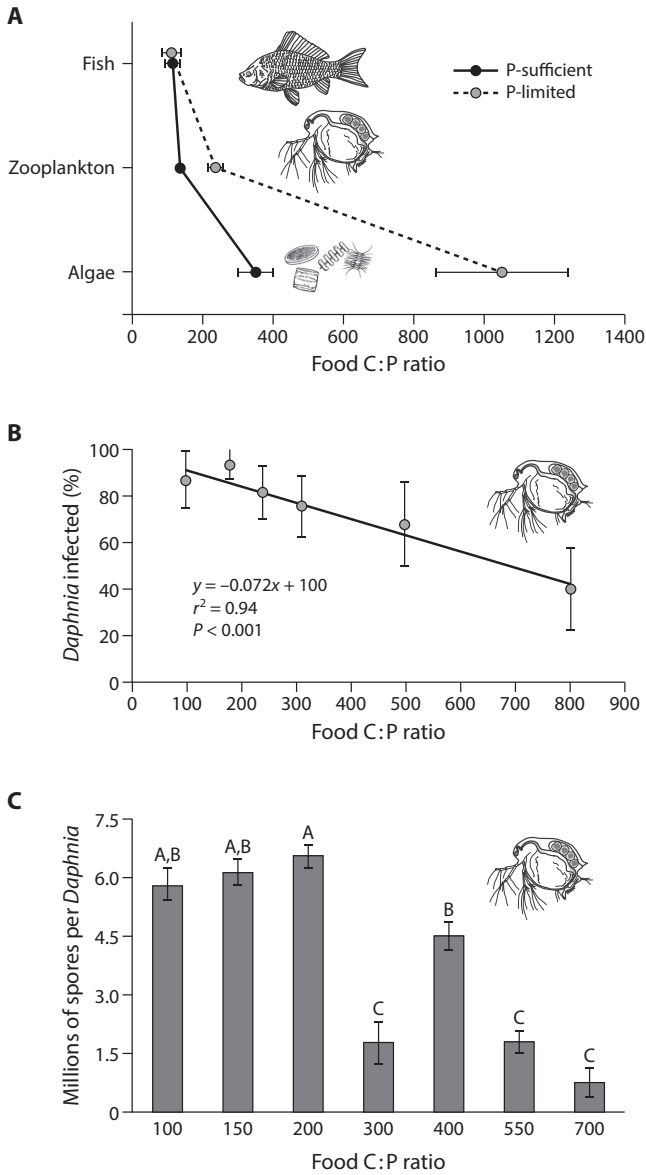 A
Fish
Zooplankton
Algae
P-sufficient
P-limited
0 200 400 600 800 1000 1200 1400
Food C:P ratio
B
Daphnia infected (%)
100
80
60
40
20
0
y = –0.072x + 100
r² = 0.94
P < 0.001
0 100 200 300 400 500 600 700 800 900
Food C:P ratio
C
Millions of spores per Daphnia
7.5
6.0
4.5
3.0
1.5
0
A,B A,B A C B C C
100 150 200 300 400 550 700
Food C:P ratio